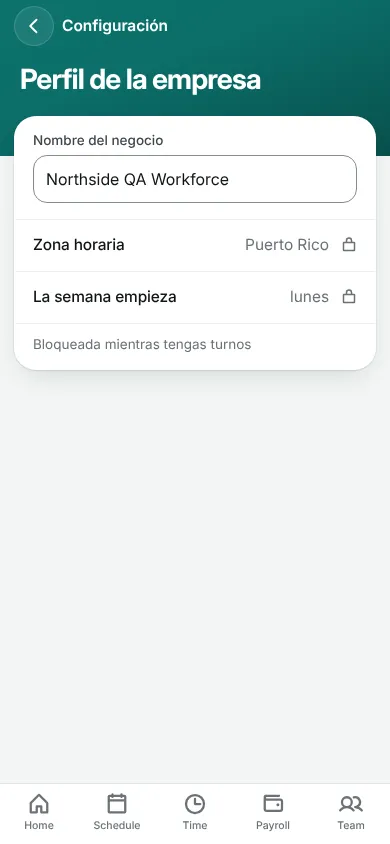 Configuración
Perfil de la empresa
Nombre del negocio
Northside QA Workforce
Zona horaria Puerto Rico
La semana empieza lunes
Bloqueada mientras tengas turnos
Home Schedule Time Payroll Team